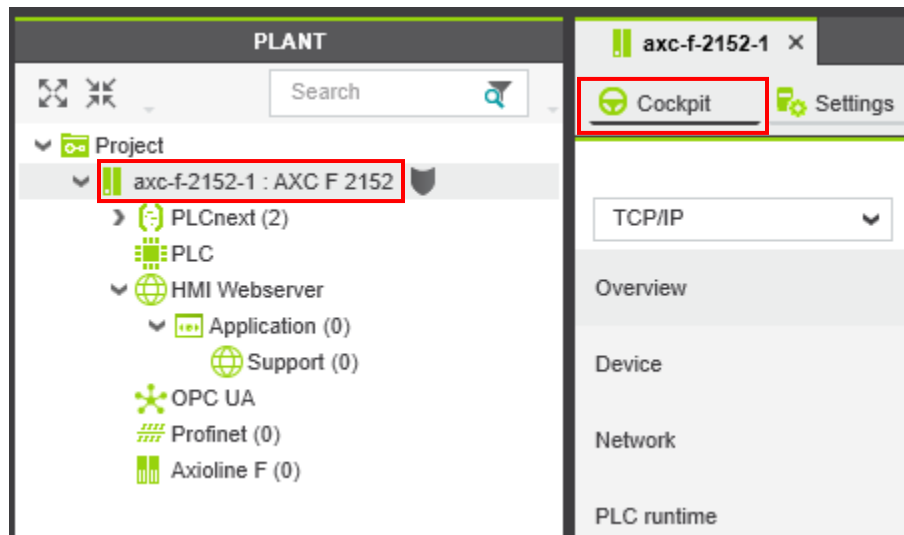 PLANT
Search
Project
axc-f-2152-1 : AXC F 2152
PLCnext (2)
PLC
HMI Webserver
Application (0)
Support (0)
OPC UA
Profinet (0)
Axioline F (0)
axc-f-2152-1
Cockpit
Settings
TCP/IP
Overview
Device
Network
PLC runtime